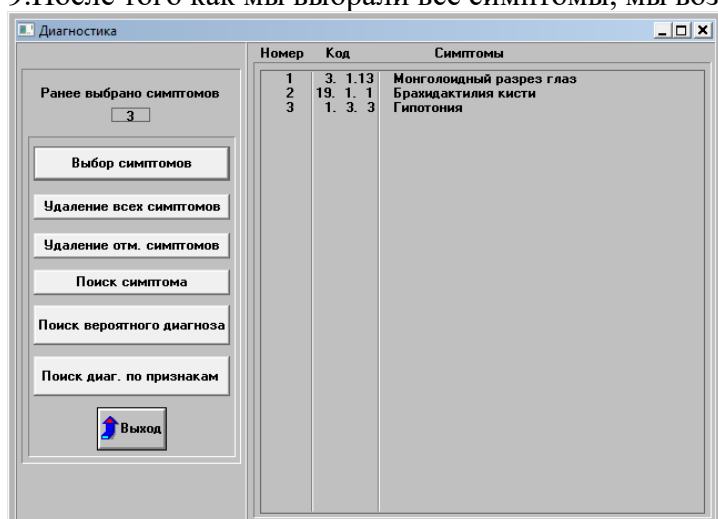 9.После того как мы выбрали все симптомы, мы воз
Диагностика
Ранее выбрано симптомов
3
Выбор симптомов
Удаление всех симптомов
Удаление отм. симптомов
Поиск симптома
Поиск вероятного диагноза
Поиск диаг. по признакам
Выход
Номер Код Симптомы
1 3. 1.13 Монголоидный разрез глаз
2 19. 1. 1 Брахидактилия кисти
3 1. 3. 3 Гипотония